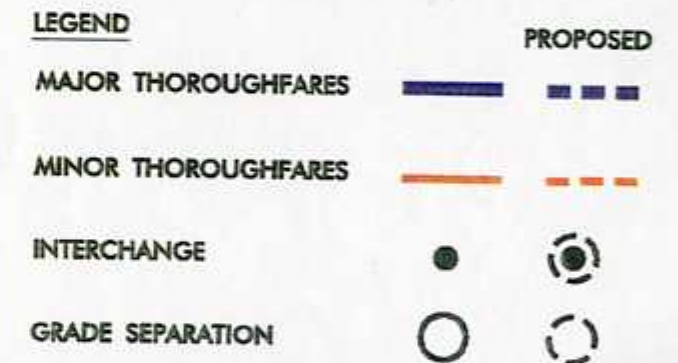 LEGEND
PROPOSED
MAJOR THOROUGHFARES
MINOR THOROUGHFARES
INTERCHANGE
GRADE SEPARATION